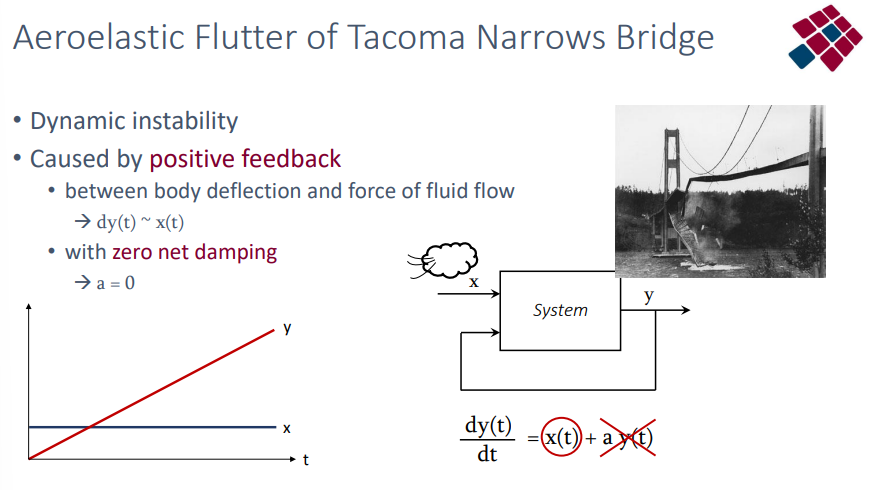 Aeroelastic Flutter of Tacoma Narrows Bridge
• Dynamic instability
• Caused by positive feedback
• between body deflection and force of fluid flow
→ dy(t) ~ x(t)
• with zero net damping
→ a = 0
y
x
t
x
System
y
dy(t)
dt
= x(t) + a y(t)